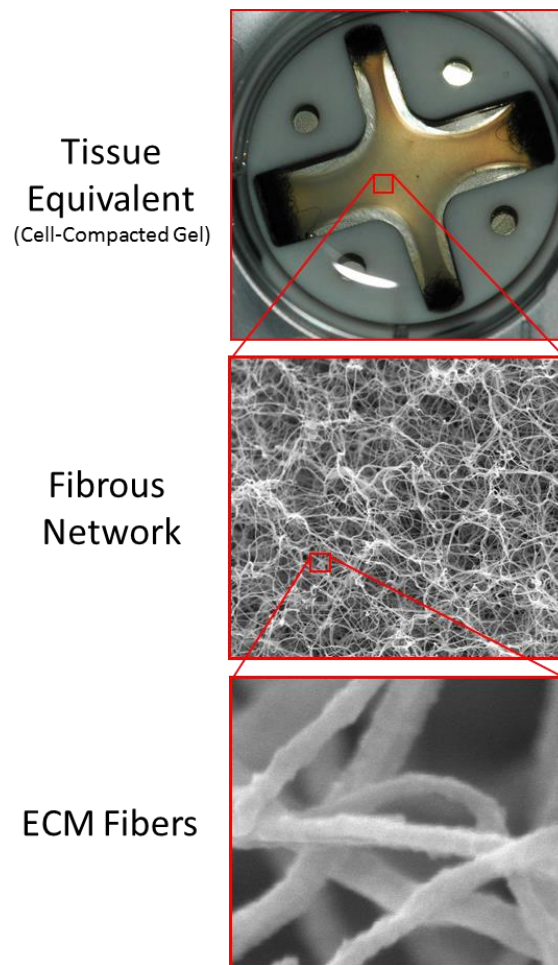 Tissue
Equivalent
(Cell-Compacted Gel)
Fibrous
Network
ECM Fibers